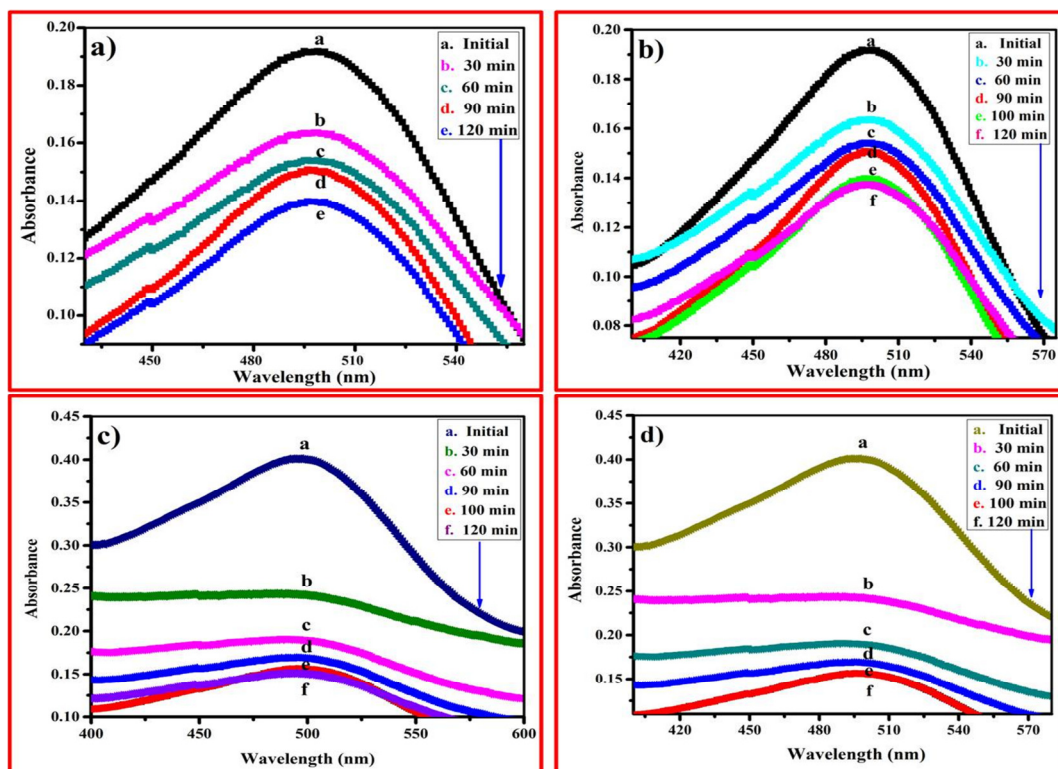 a)
a. Initial
b. 30 min
c. 60 min
d. 90 min
e. 120 min
a
b
c
d
e
0.20
0.18
0.16
0.14
0.12
0.10
Absorbance
450
480
510
540
Wavelength (nm)
b)
a. Initial
b. 30 min
c. 60 min
d. 90 min
e. 100 min
f. 120 min
a
b
c
d
e
f
0.20
0.18
0.16
0.14
0.12
0.10
0.08
Absorbance
420
450
480
510
540
570
Wavelength (nm)
c)
a. Initial
b. 30 min
c. 60 min
d. 90 min
e. 100 min
f. 120 min
a
b
c
d
e
f
0.45
0.40
0.35
0.30
0.25
0.20
0.15
0.10
Absorbance
400
450
500
550
600
Wavelength (nm)
d)
a. Initial
b. 30 min
c. 60 min
d. 90 min
e. 100 min
f. 120 min
a
b
c
d
e
f
0.45
0.40
0.35
0.30
0.25
0.20
0.15
Absorbance
420
450
480
510
540
570
Wavelength (nm)